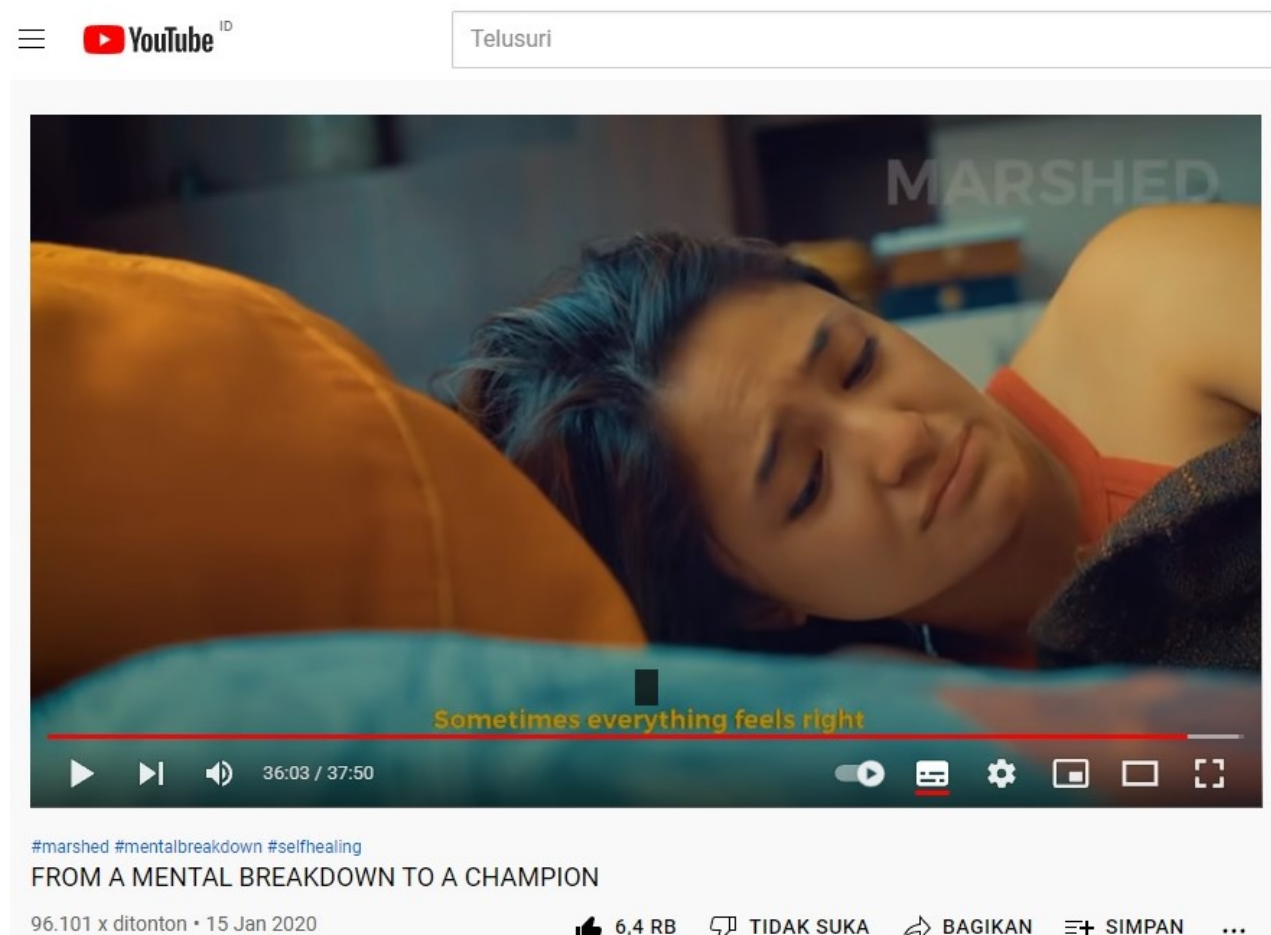 YouTube ID
Telusuri
MARSHED
Sometimes everything feels right
36:03 / 37:50
#marshed #mentalbreakdown #selfhealing
FROM A MENTAL BREAKDOWN TO A CHAMPION
96.101 x ditonton • 15 Jan 2020 6,4 RB TIDAK SUKA BAGIKAN SIMPAN ...